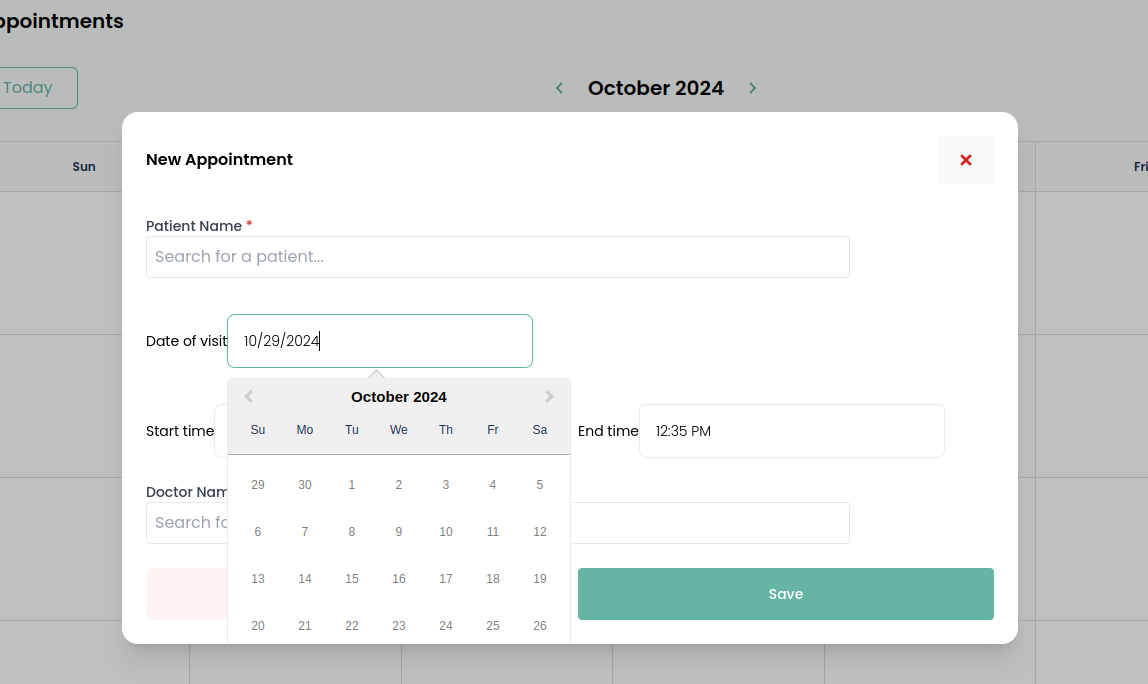 ppointments
Today
October 2024
Sun
Fri
New Appointment
Patient Name *
Search for a patient...
Date of visit 10/29/2024
October 2024
Su Mo Tu We Th Fr Sa
29 30 1 2 3 4 5
6 7 8 9 10 11 12
13 14 15 16 17 18 19
20 21 22 23 24 25 26
Start time
End time 12:35 PM
Doctor Nam
Search fo
Save